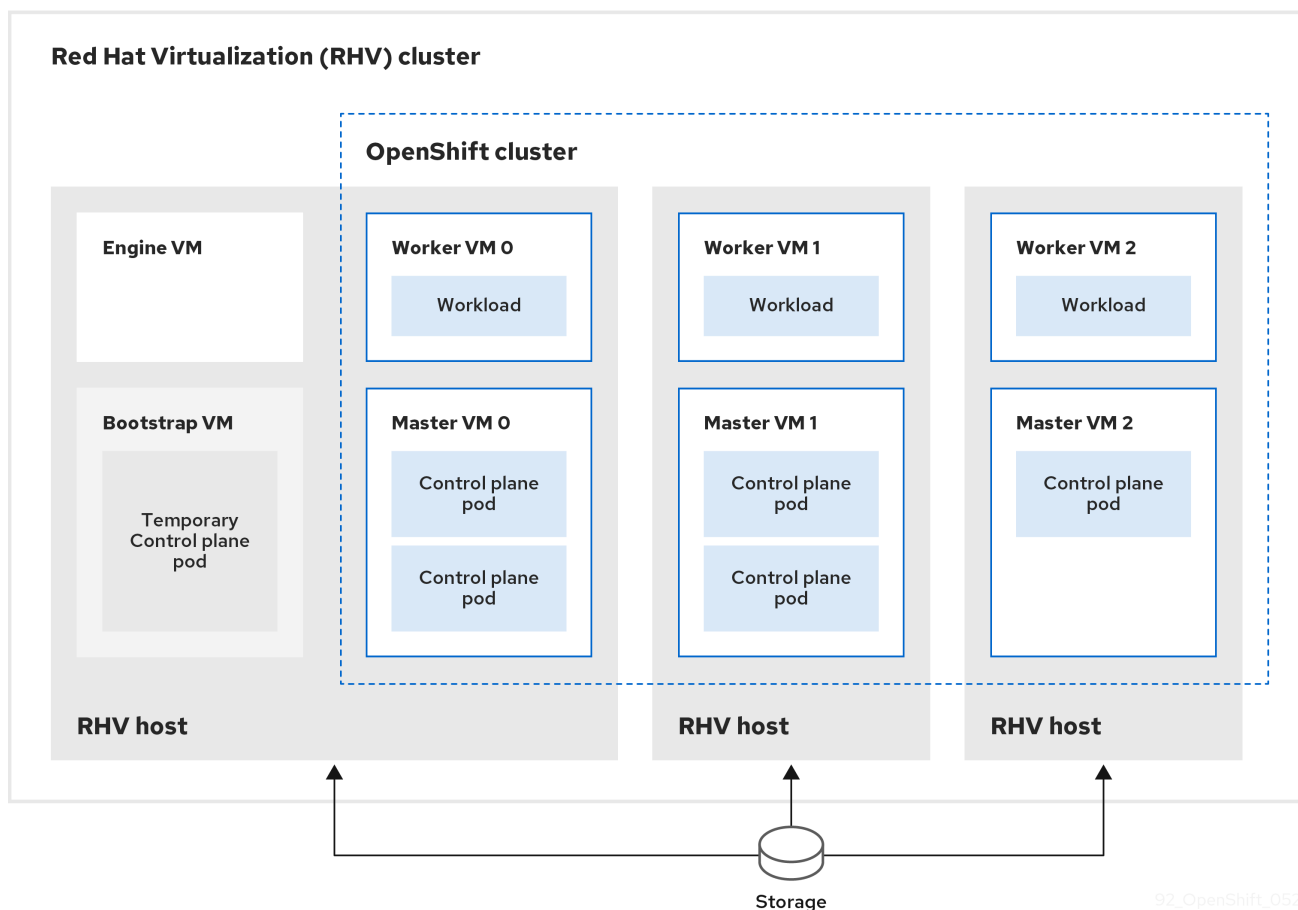 Red Hat Virtualization (RHV) cluster
OpenShift cluster
Engine VM
Bootstrap VM
Temporary
Control plane
pod
Worker VM 0
Workload
Master VM 0
Control plane
pod
Control plane
pod
RHV host
Worker VM 1
Workload
Master VM 1
Control plane
pod
Control plane
pod
RHV host
Worker VM 2
Workload
Master VM 2
Control plane
pod
RHV host
Storage
92_OpenShift_052